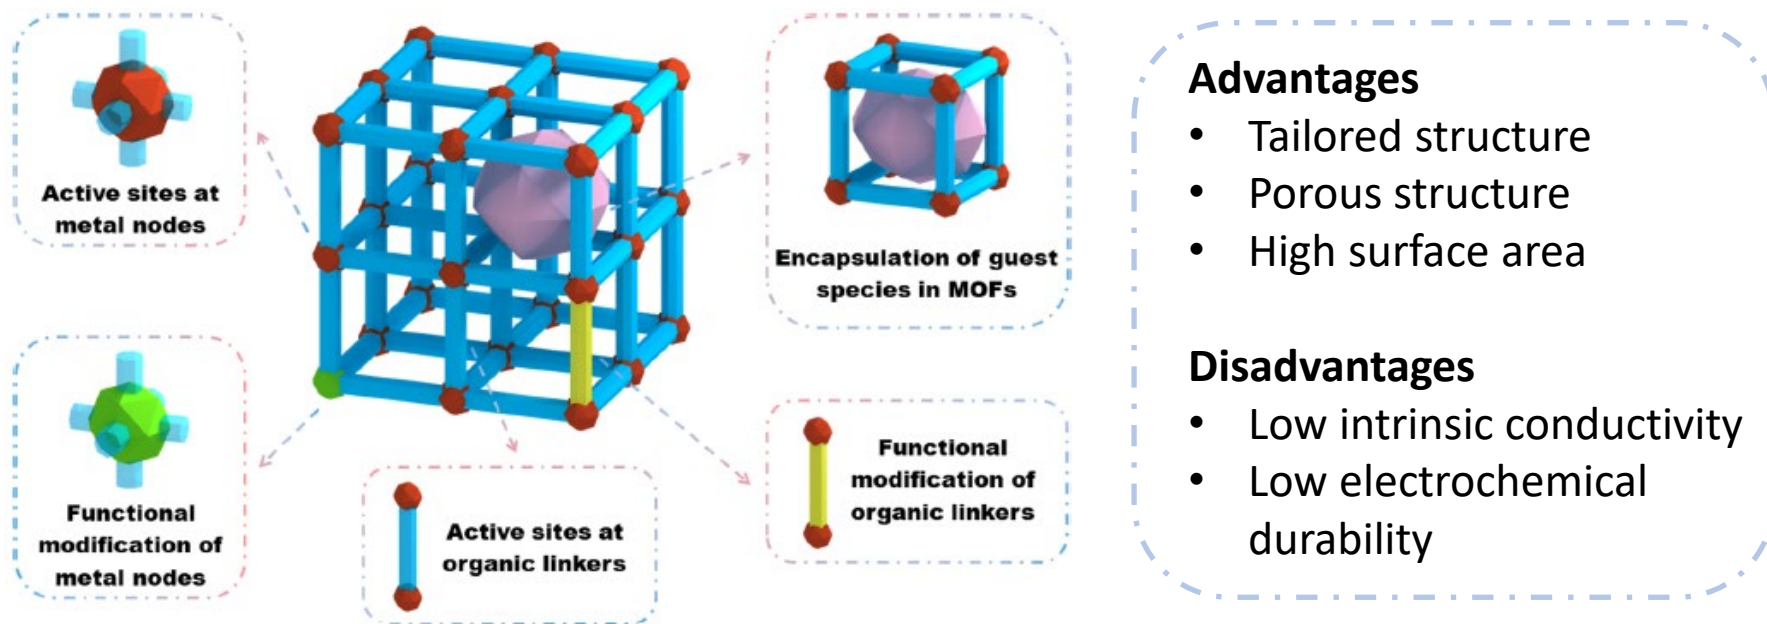 Active sites at
metal nodes
Functional
modification of
metal nodes
Active sites at
organic linkers
Encapsulation of guest
species in MOFs
Functional
modification of
organic linkers
Advantages
• Tailored structure
• Porous structure
• High surface area
Disadvantages
• Low intrinsic conductivity
• Low electrochemical
durability